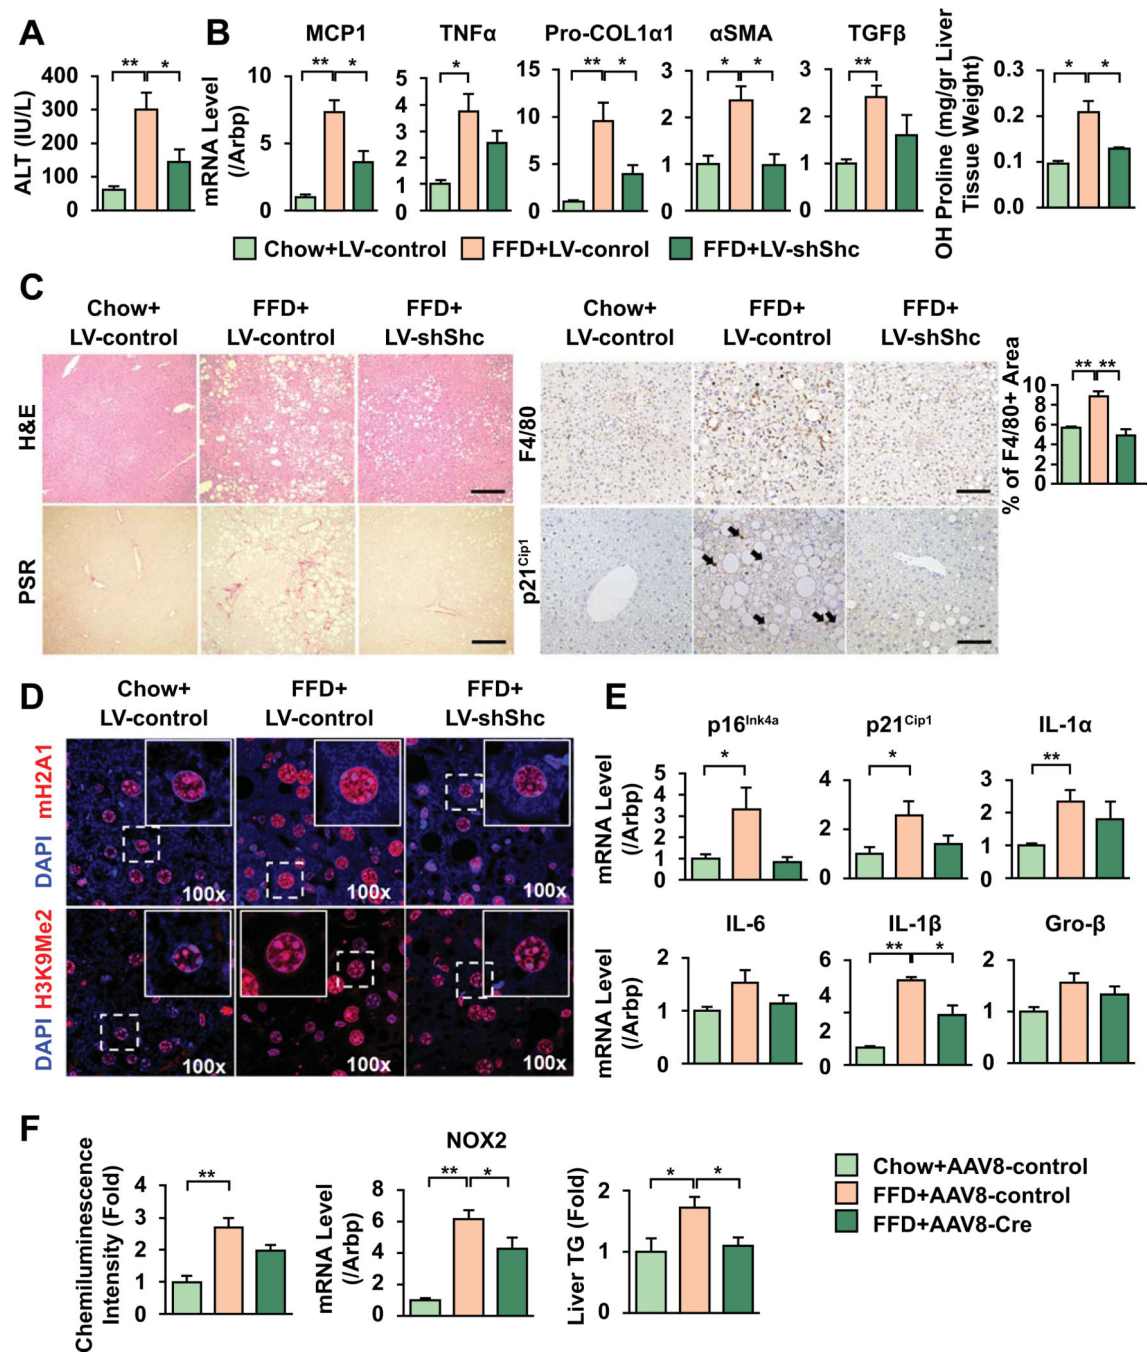 A
B
MCP1
TNFα
Pro-COL1α1
αSMA
TGFβ
ALT (IU/L)
400
300
200
100
0
**
*
mRNA Level
(/Arbp)
10
5
0
**
*
5
4
3
2
1
0
*
15
10
5
0
**
*
3
2
1
0
*
*
3
2
1
0
**
OH Proline (mg/gr Liver
Tissue Weight)
0.3
0.2
0.1
0.0
*
*
Chow+LV-control
FFD+LV-conrol
FFD+LV-shShc
C
Chow+
LV-control
FFD+
LV-control
FFD+
LV-shShc
Chow+
LV-control
FFD+
LV-control
FFD+
LV-shShc
H&E
PSR
F4/80
p21Cip1
% of F4/80+ Area
10
8
6
4
2
0
**
**
D
Chow+
LV-control
FFD+
LV-control
FFD+
LV-shShc
DAPI mH2A1
100x
100x
100x
DAPI H3K9Me2
100x
100x
100x
E
p16Ink4a
p21Cip1
IL-1α
mRNA Level
(/Arbp)
5
4
3
2
1
0
*
4
2
0
*
3
2
1
0
**
IL-6
IL-1β
Gro-β
mRNA Level
(/Arbp)
2
1
0
6
4
2
0
**
*
2
1
0
F
NOX2
Chemiluminescence
Intensity (Fold)
4
3
2
1
0
**
mRNA Level
(/Arbp)
8
6
4
2
0
**
*
Liver TG (Fold)
2
1
0
*
*
Chow+AAV8-control
FFD+AAV8-control
FFD+AAV8-Cre